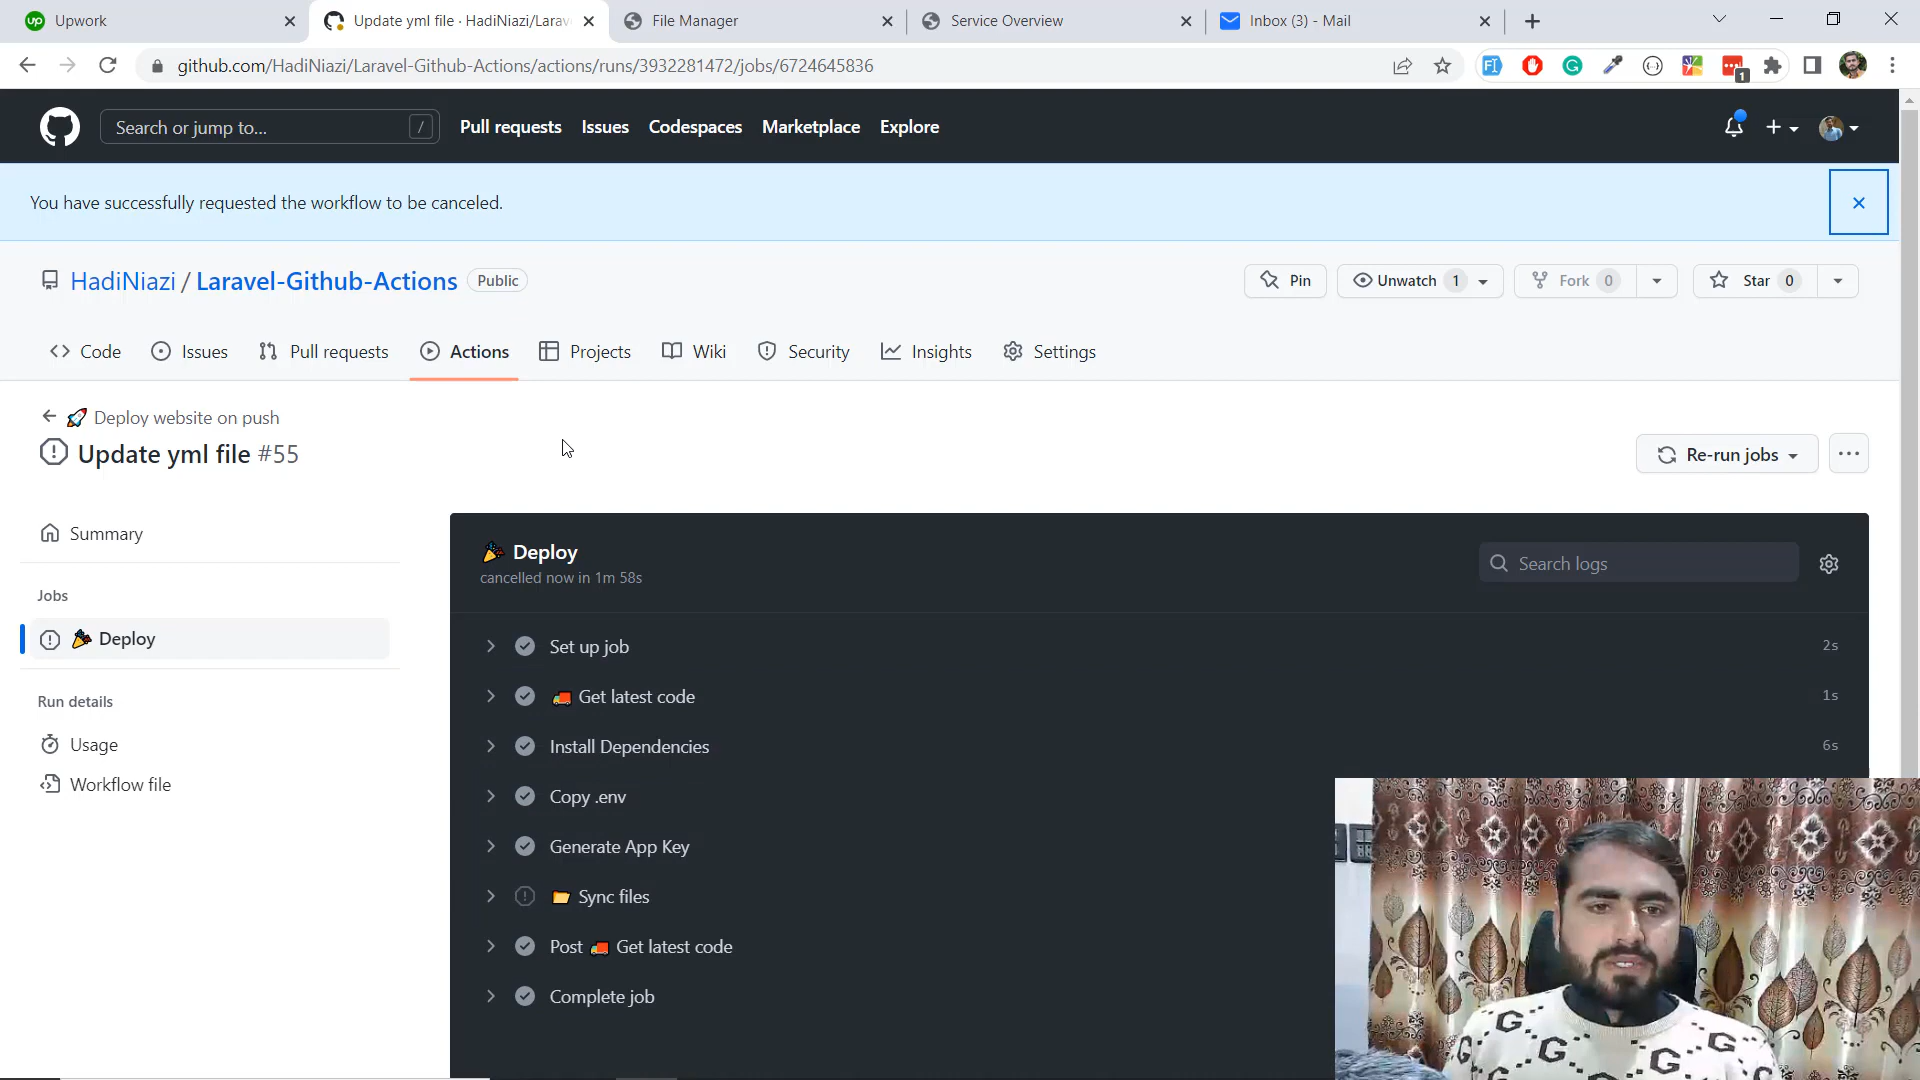 Upwork
Update yml file · HadiNiazi/Larav
File Manager
Service Overview
Inbox (3) - Mail
github.com/HadiNiazi/Laravel-Github-Actions/actions/runs/3932281472/jobs/6724645836
1
Search or jump to...
/
Pull requests
Issues
Codespaces
Marketplace
Explore
You have successfully requested the workflow to be canceled.
HadiNiazi / Laravel-Github-Actions
Public
Pin
Unwatch 1
Fork 0
Star 0
Code
Issues
Pull requests
Actions
Projects
Wiki
Security
Insights
Settings
🚀 Deploy website on push
Update yml file #55
Re-run jobs
Summary
Jobs
Deploy
Run details
Usage
Workflow file
Deploy
cancelled now in 1m 58s
Search logs
Set up job 2s
🚚 Get latest code 1s
Install Dependencies 6s
Copy .env
Generate App Key
📂 Sync files
Post 🚚 Get latest code
Complete job